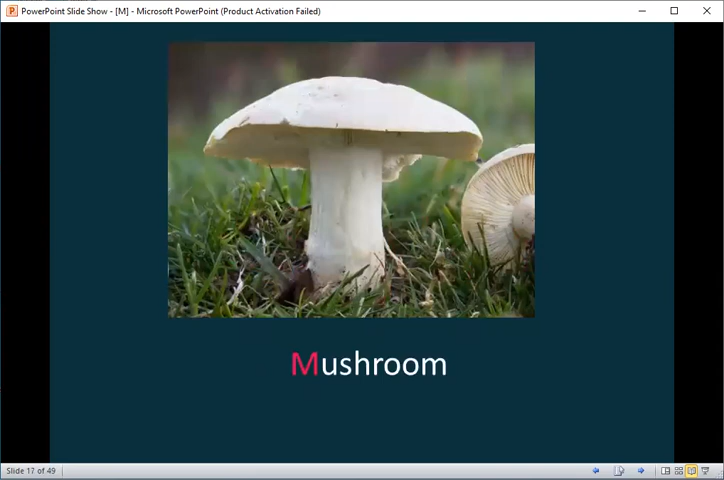 PowerPoint Slide Show - [M] - Microsoft PowerPoint (Product Activation Failed)
Mushroom
Slide 17 of 49